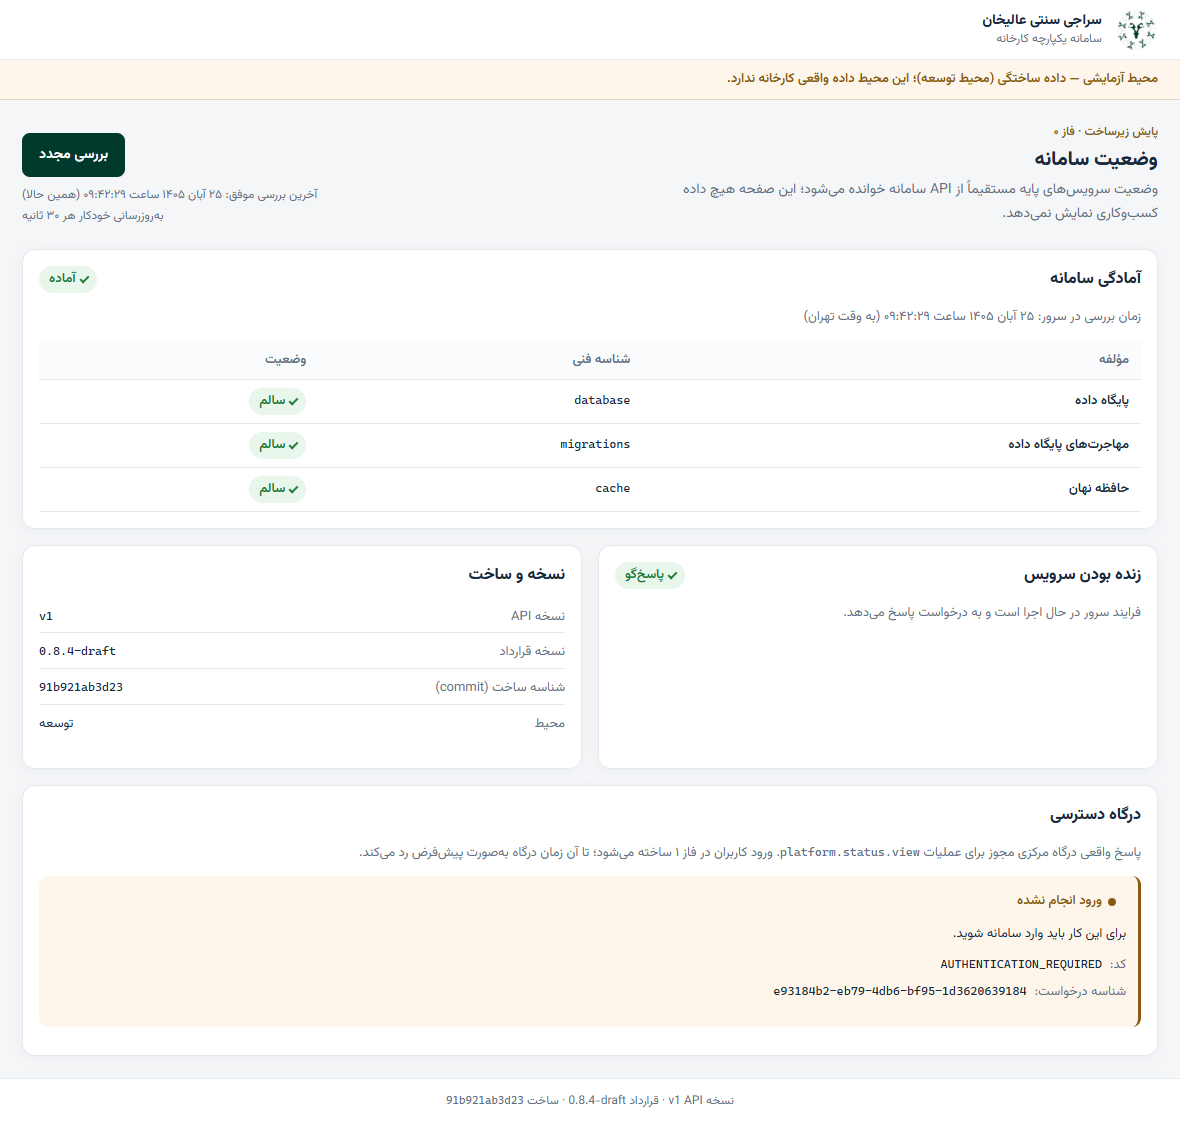 سراجی سنتی عالیخان
سامانه یکپارچه کارخانه
محیط آزمایشی — داده ساختگی (محیط توسعه)؛ این محیط داده واقعی کارخانه ندارد.
پایش زیرساخت · فاز ۰
وضعیت سامانه
وضعیت سرویس‌های پایه مستقیماً از API سامانه خوانده می‌شود؛ این صفحه هیچ داده
کسب‌وکاری نمایش نمی‌دهد.
بررسی مجدد
آخرین بررسی موفق: ۲۵ آبان ۱۴۰۵ ساعت ۰۹:۴۲:۲۹ (همین حالا)
به‌روزرسانی خودکار هر ۳۰ ثانیه
آمادگی سامانه
✓ آماده
زمان بررسی در سرور: ۲۵ آبان ۱۴۰۵ ساعت ۰۹:۴۲:۲۹ (به وقت تهران)
مؤلفه شناسه فنی وضعیت
پایگاه داده database ✓ سالم
مهاجرت‌های پایگاه داده migrations ✓ سالم
حافظه نهان cache ✓ سالم
زنده بودن سرویس
✓ پاسخ‌گو
فرایند سرور در حال اجرا است و به درخواست پاسخ می‌دهد.
نسخه و ساخت
نسخه API v1
نسخه قرارداد 0.8.4-draft
شناسه ساخت (commit) 91b921ab3d23
محیط توسعه
درگاه دسترسی
پاسخ واقعی درگاه مرکزی مجوز برای عملیات platform.status.view. ورود کاربران در فاز ۱ ساخته می‌شود؛ تا آن زمان درگاه به‌صورت پیش‌فرض رد می‌کند.
● ورود انجام نشده
برای این کار باید وارد سامانه شوید.
کد: AUTHENTICATION_REQUIRED
شناسه درخواست: e93184b2-eb79-4db6-bf95-1d3620639184
نسخه v1 API · قرارداد 0.8.4-draft · ساخت 91b921ab3d23